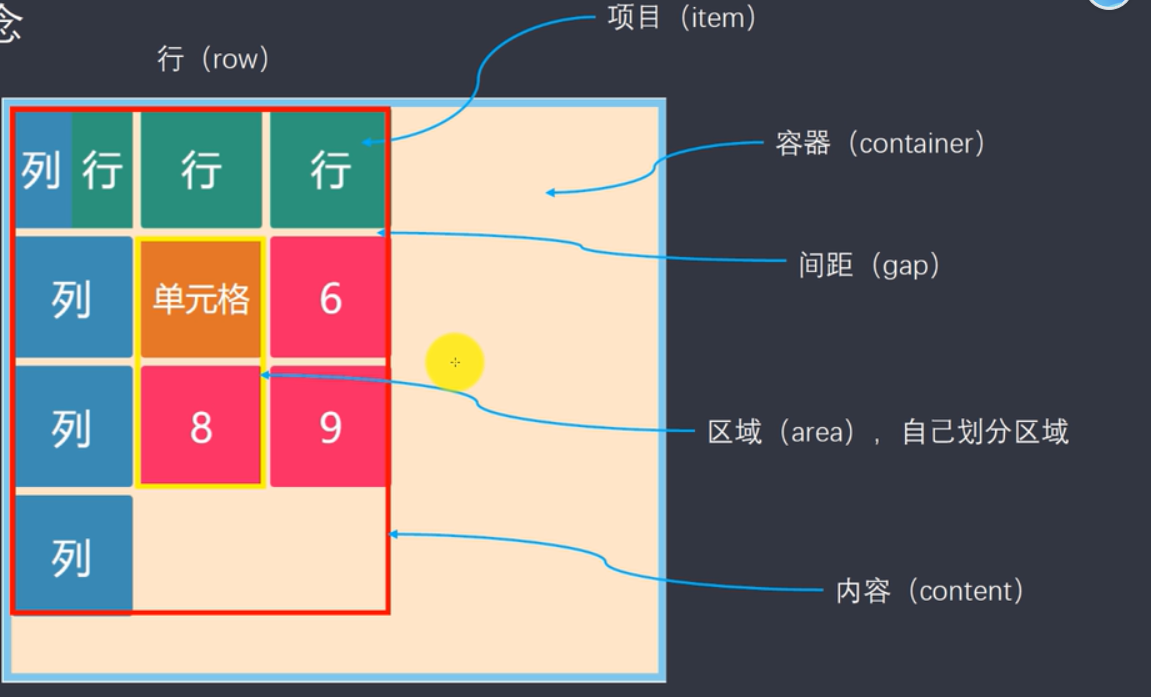 念
项目（item）
行（row）
列 行 行 行
容器（container）
间距（gap）
列 单元格 6
列 8 9
区域（area），自己划分区域
列
内容（content）